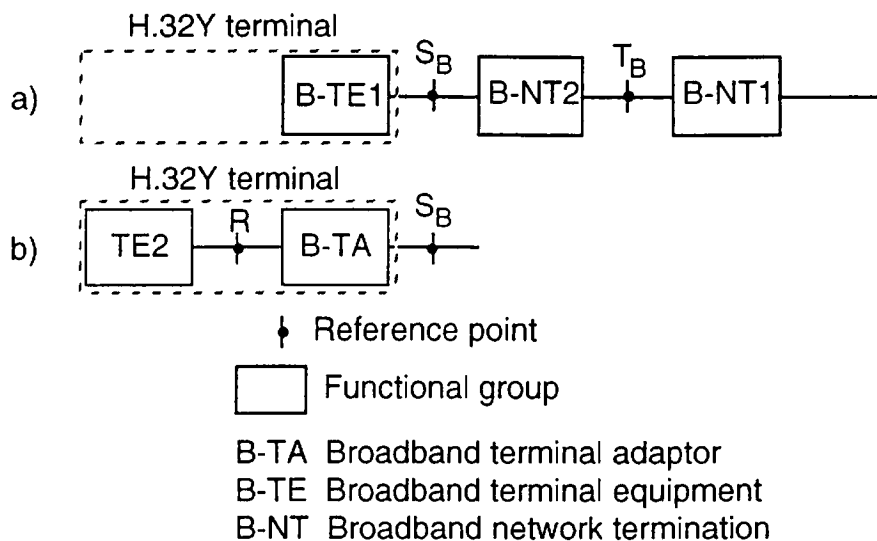 H.32Y terminal
a) B-TE1 S_B B-NT2 T_B B-NT1
H.32Y terminal
b) TE2 R B-TA S_B
Reference point
Functional group
B-TA Broadband terminal adaptor
B-TE Broadband terminal equipment
B-NT Broadband network termination